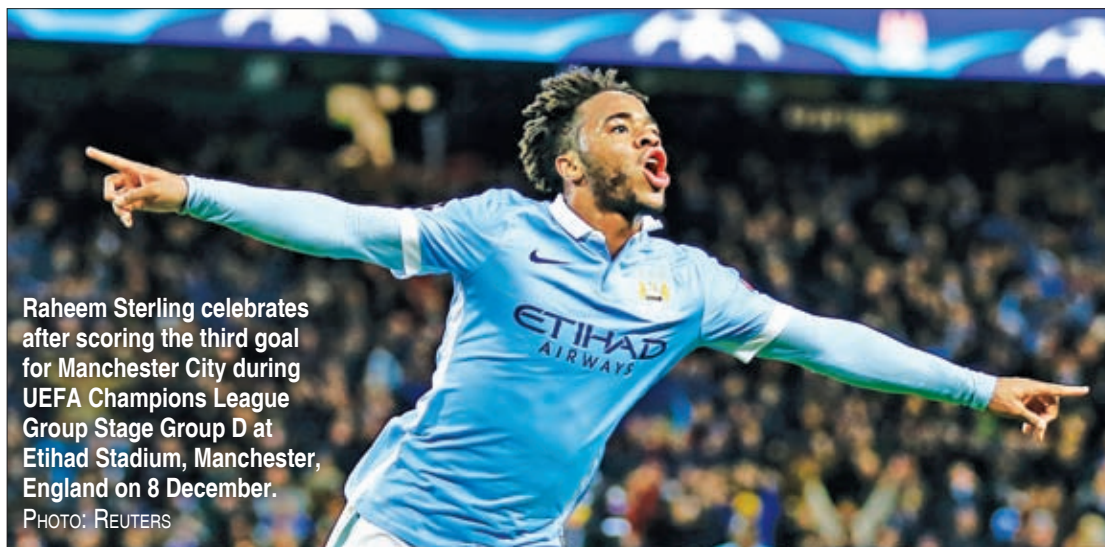 ETIHAD
AIRWAYS
Raheem Sterling celebrates
after scoring the third goal
for Manchester City during
UEFA Champions League
Group Stage Group D at
Etihad Stadium, Manchester,
England on 8 December.
PHOTO: REUTERS